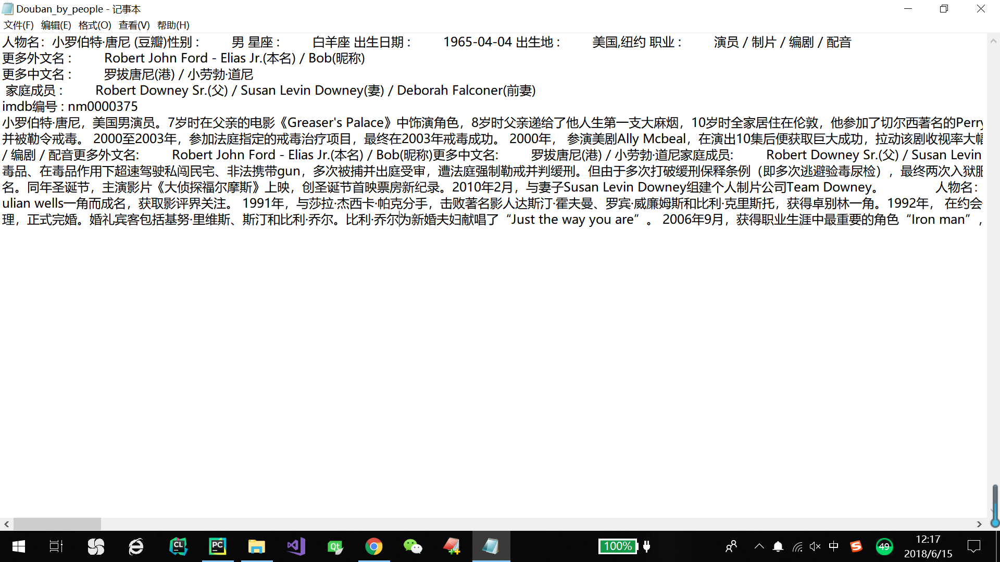 Douban_by_people - 记事本
文件(F) 编辑(E) 格式(O) 查看(V) 帮助(H)
人物名：小罗伯特·唐尼 (豆瓣)性别 : 男 星座 : 白羊座 出生日期 : 1965-04-04 出生地 : 美国,纽约 职业 : 演员 / 制片 / 编剧 / 配音
更多外文名 : Robert John Ford - Elias Jr.(本名) / Bob(昵称)
更多中文名 : 罗拔唐尼(港) / 小劳勃·道尼
家庭成员 : Robert Downey Sr.(父) / Susan Levin Downey(妻) / Deborah Falconer(前妻)
imdb编号 : nm0000375
小罗伯特·唐尼，美国男演员。7岁时在父亲的电影《Greaser's Palace》中饰演角色，8岁时父亲递给了他人生第一支大麻烟，10岁时全家居住在伦敦，他参加了切尔西著名的Perry
并被勒令戒毒。 2000至2003年，参加法庭指定的戒毒治疗项目，最终在2003年戒毒成功。 2000年， 参演美剧Ally Mcbeal，在演出10集后便获取巨大成功，拉动该剧收视率大幅
/ 编剧 / 配音更多外文名: Robert John Ford - Elias Jr.(本名) / Bob(昵称)更多中文名: 罗拔唐尼(港) / 小劳勃·道尼家庭成员: Robert Downey Sr.(父) / Susan Levin
毒品、在毒品作用下超速驾驶私闯民宅、非法携带gun，多次被捕并出庭受审，遭法庭强制勒戒并判缓刑。但由于多次打破缓刑保释条例（即多次逃避验毒尿检），最终两次入狱服
名。同年圣诞节，主演影片《大侦探福尔摩斯》上映，创圣诞节首映票房新纪录。2010年2月，与妻子Susan Levin Downey组建个人制片公司Team Downey。 人物名：
ulian wells一角而成名，获取影评界关注。 1991年，与莎拉·杰西卡·帕克分手，击败著名影人达斯汀·霍夫曼、罗宾·威廉姆斯和比利·克里斯托，获得卓别林一角。1992年， 在约会
理，正式完婚。婚礼宾客包括基努·里维斯、斯汀和比利·乔尔。比利·乔尔为新婚夫妇献唱了“Just the way you are”。 2006年9月，获得职业生涯中最重要的角色“Iron man”，
100%
中
49
12:17
2018/6/15